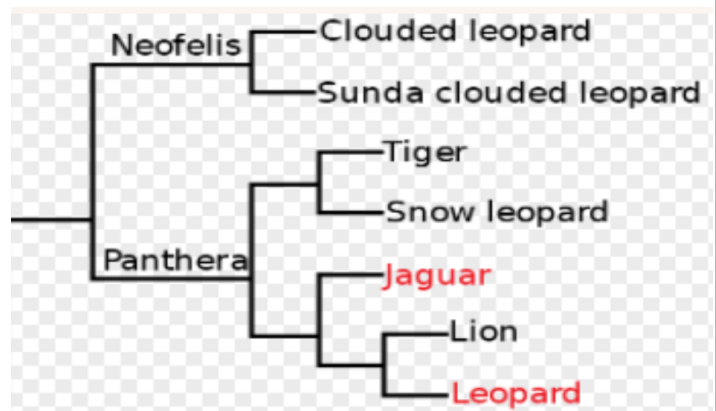 Neofelis
Clouded leopard
Sunda clouded leopard
Tiger
Snow leopard
Panthera
Jaguar
Lion
Leopard